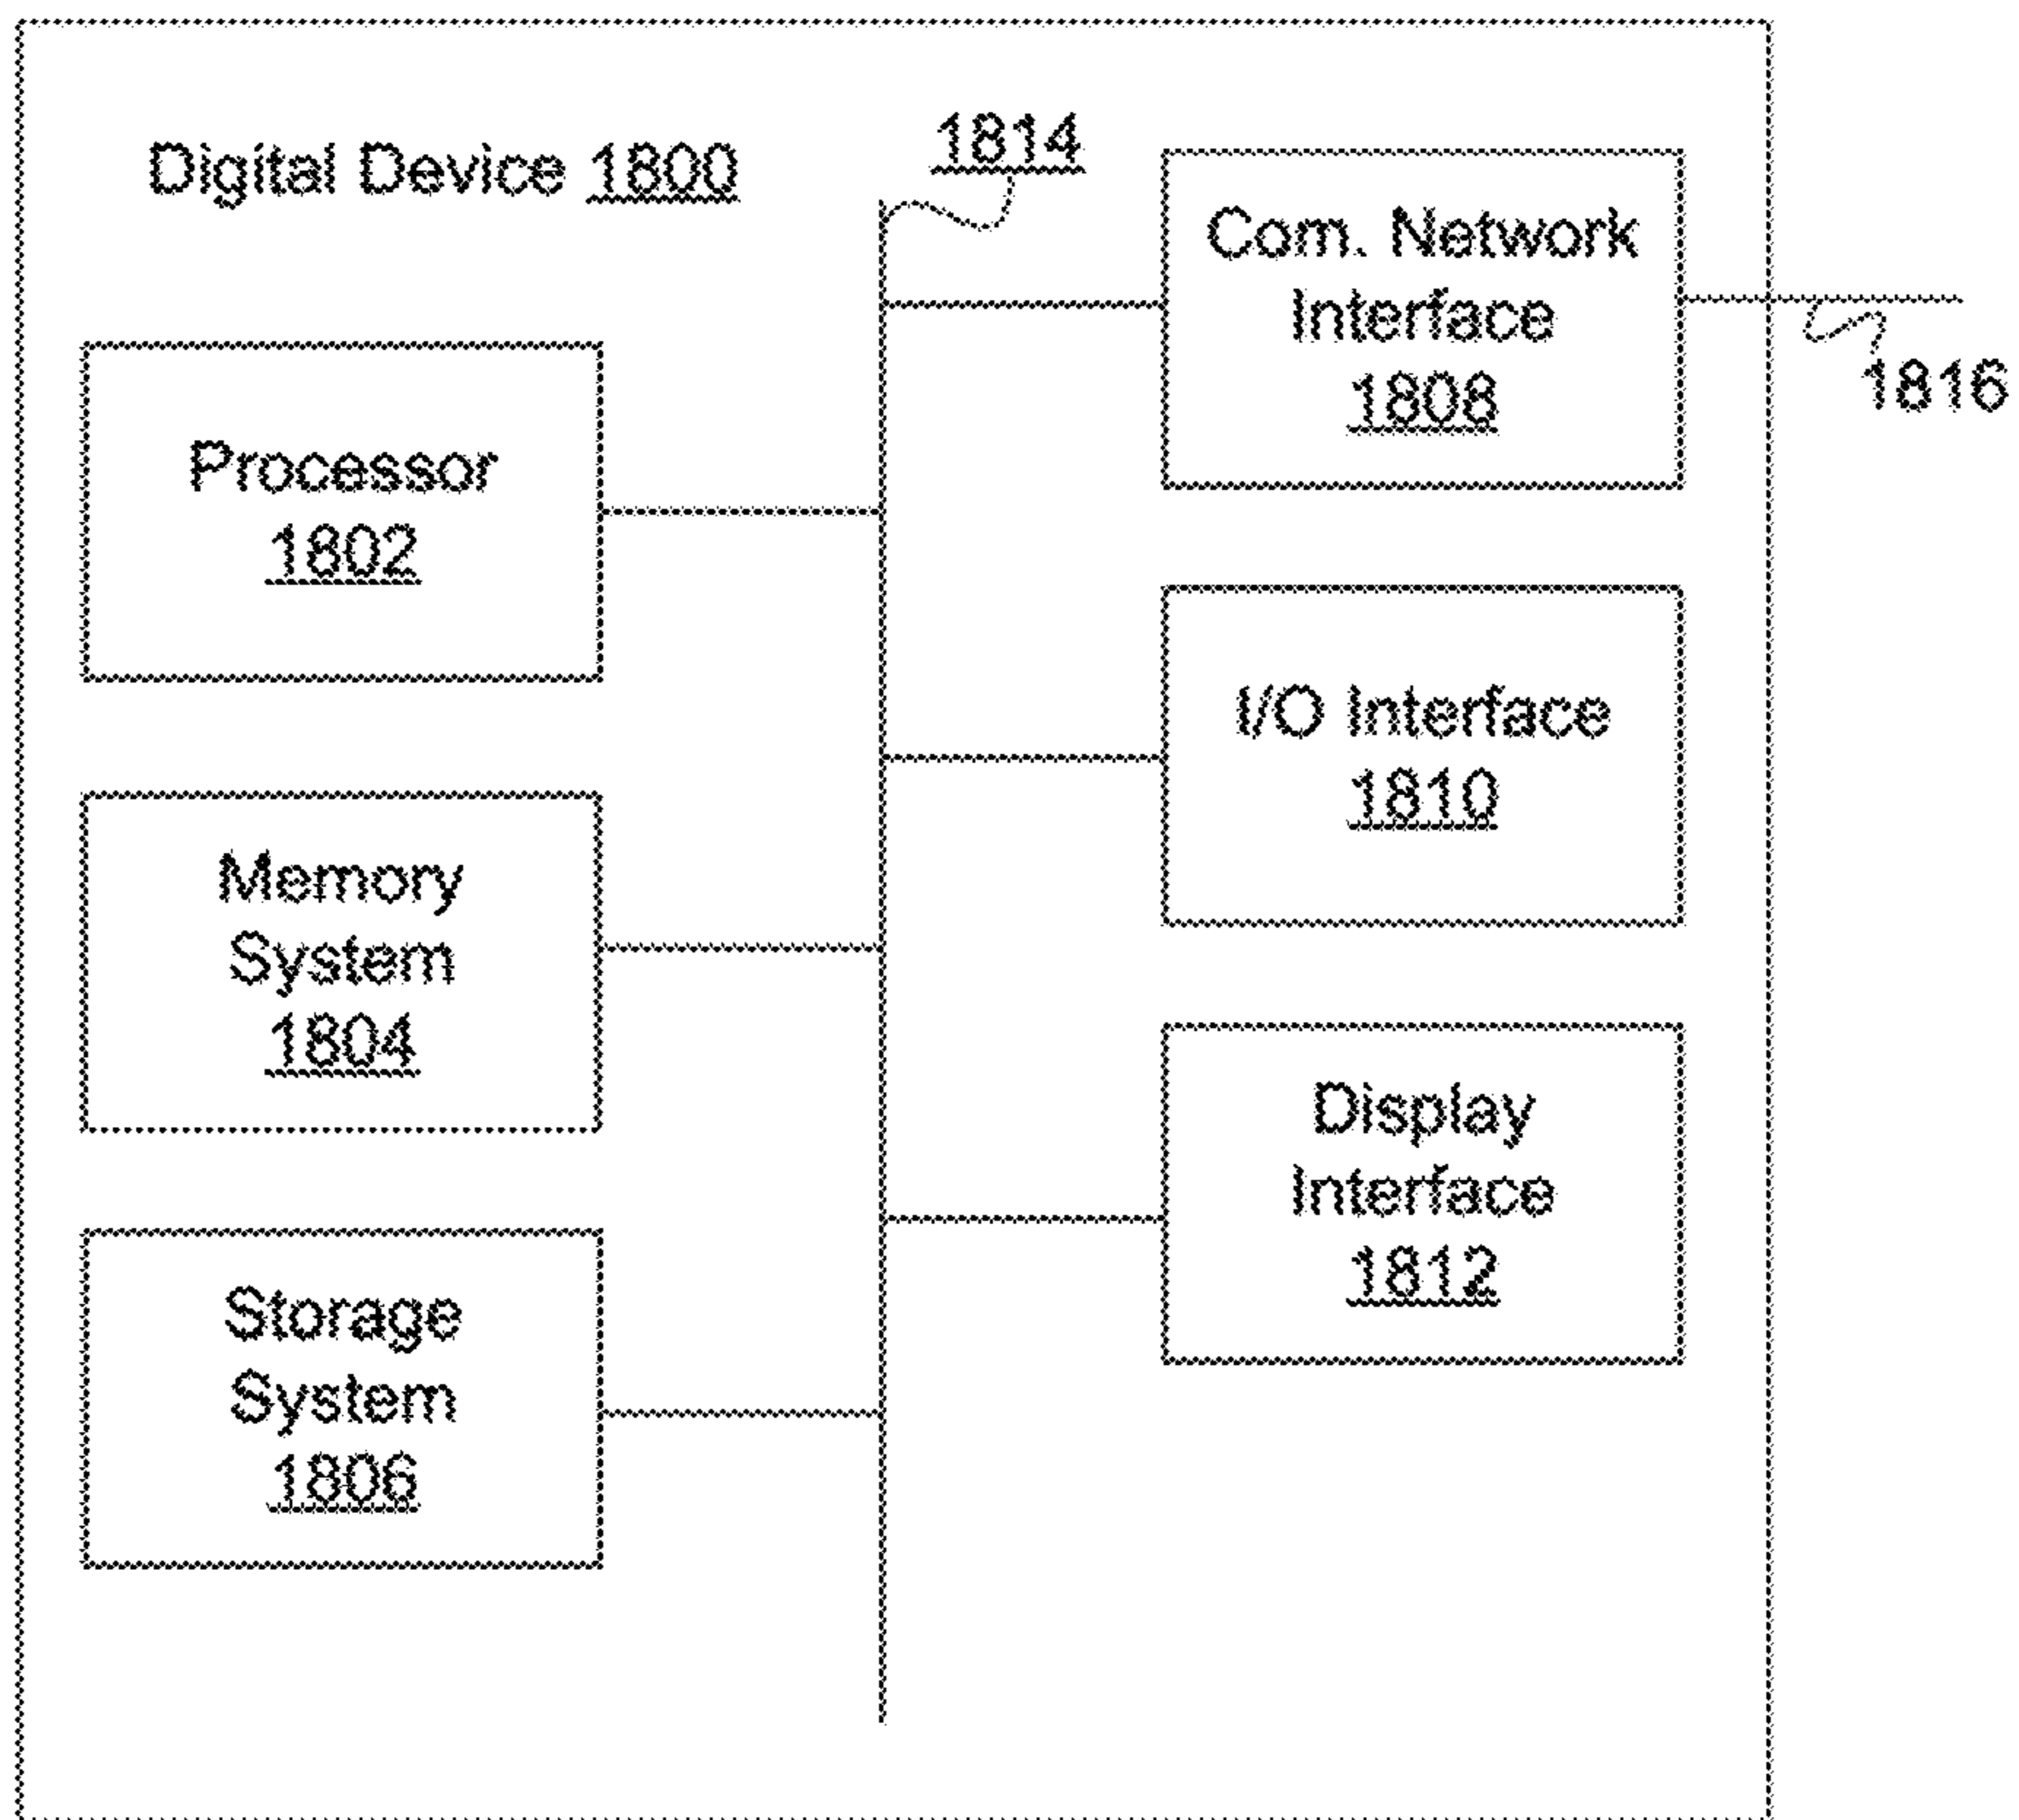 Digital Device 1800
1814
Com. Network
Interface
1808
1816
Processor
1802
I/O Interface
1810
Memory
System
1804
Display
Interface
1812
Storage
System
1806